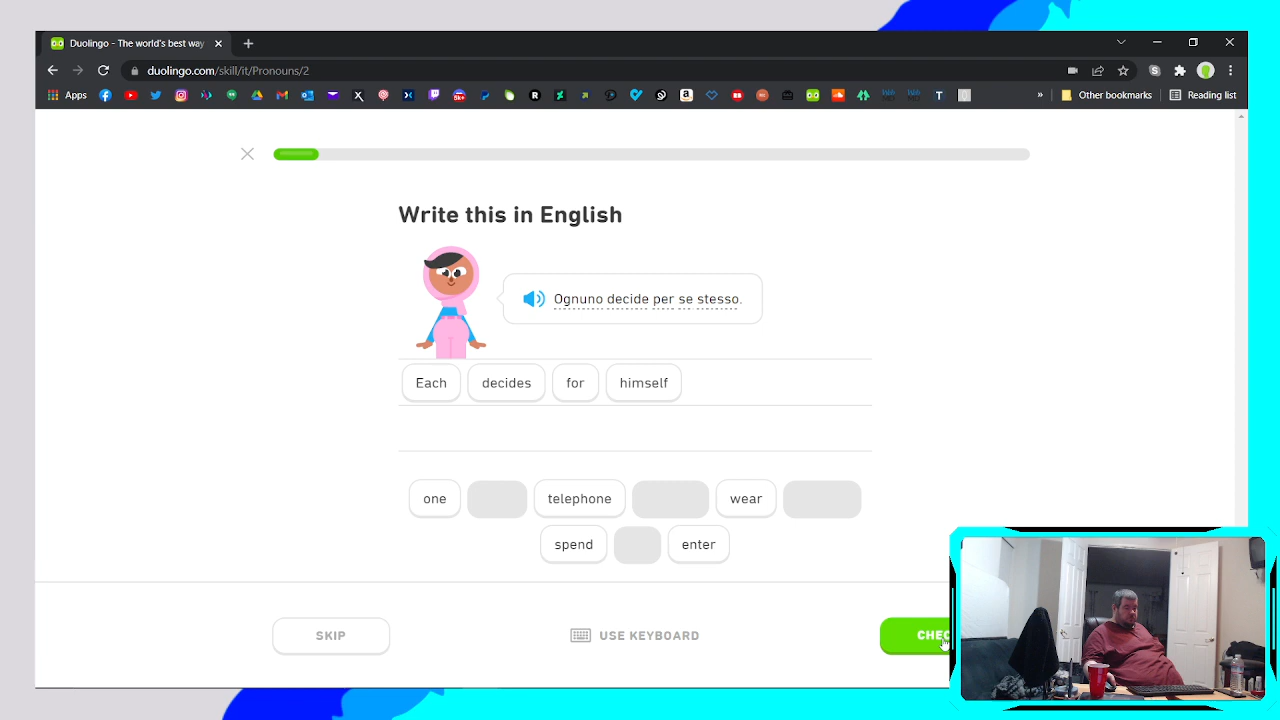 Duolingo - The world's best way
duolingo.com/skill/it/Pronouns/2
Apps
Other bookmarks
Reading list
Write this in English
Ognuno decide per se stesso.
Each decides for himself
one telephone wear
spend enter
SKIP
USE KEYBOARD
CHEC